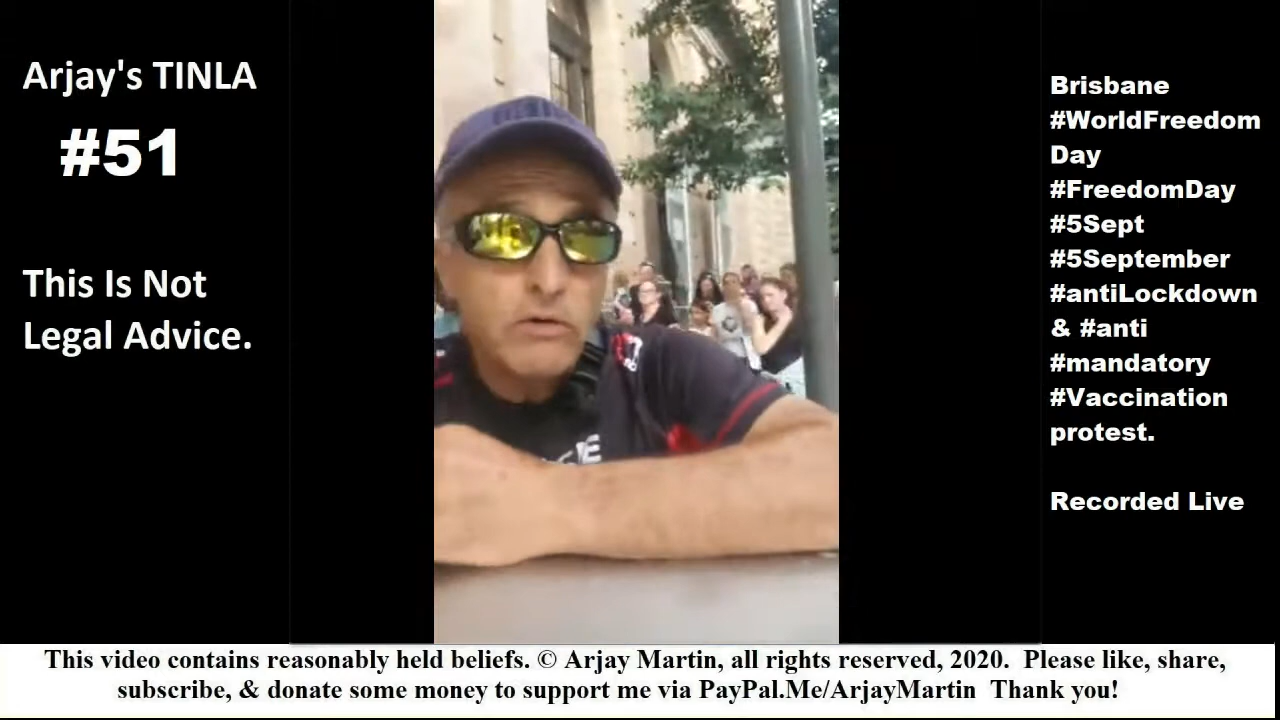 Arjay's TINLA
#51
This Is Not
Legal Advice.
Brisbane
#WorldFreedom
Day
#FreedomDay
#5Sept
#5September
#antiLockdown
& #anti
#mandatory
#Vaccination
protest.
Recorded Live
This video contains reasonably held beliefs. © Arjay Martin, all rights reserved, 2020.  Please like, share,
subscribe, & donate some money to support me via PayPal.Me/ArjayMartin  Thank you!